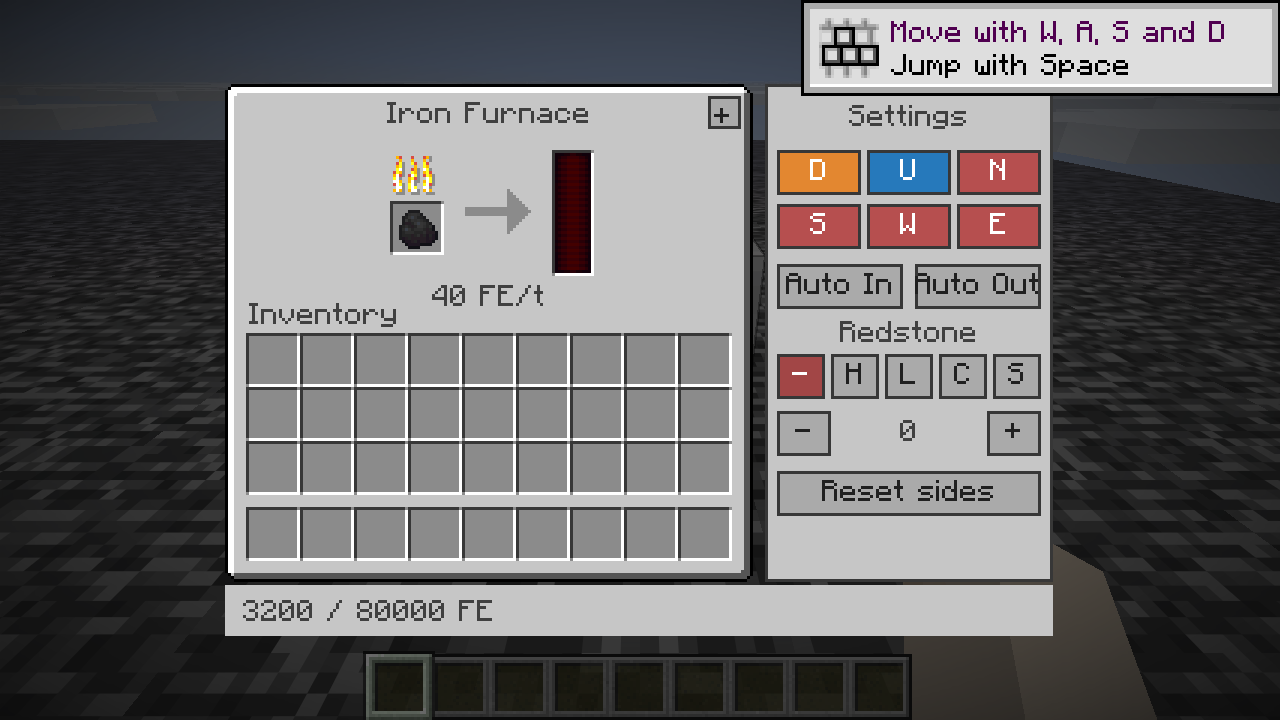 Move with W, A, S and D
Jump with Space
Iron Furnace
+
40 FE/t
Inventory
Settings
D U N
S W E
Auto In Auto Out
Redstone
- H L C S
- 0 +
Reset sides
3200 / 80000 FE